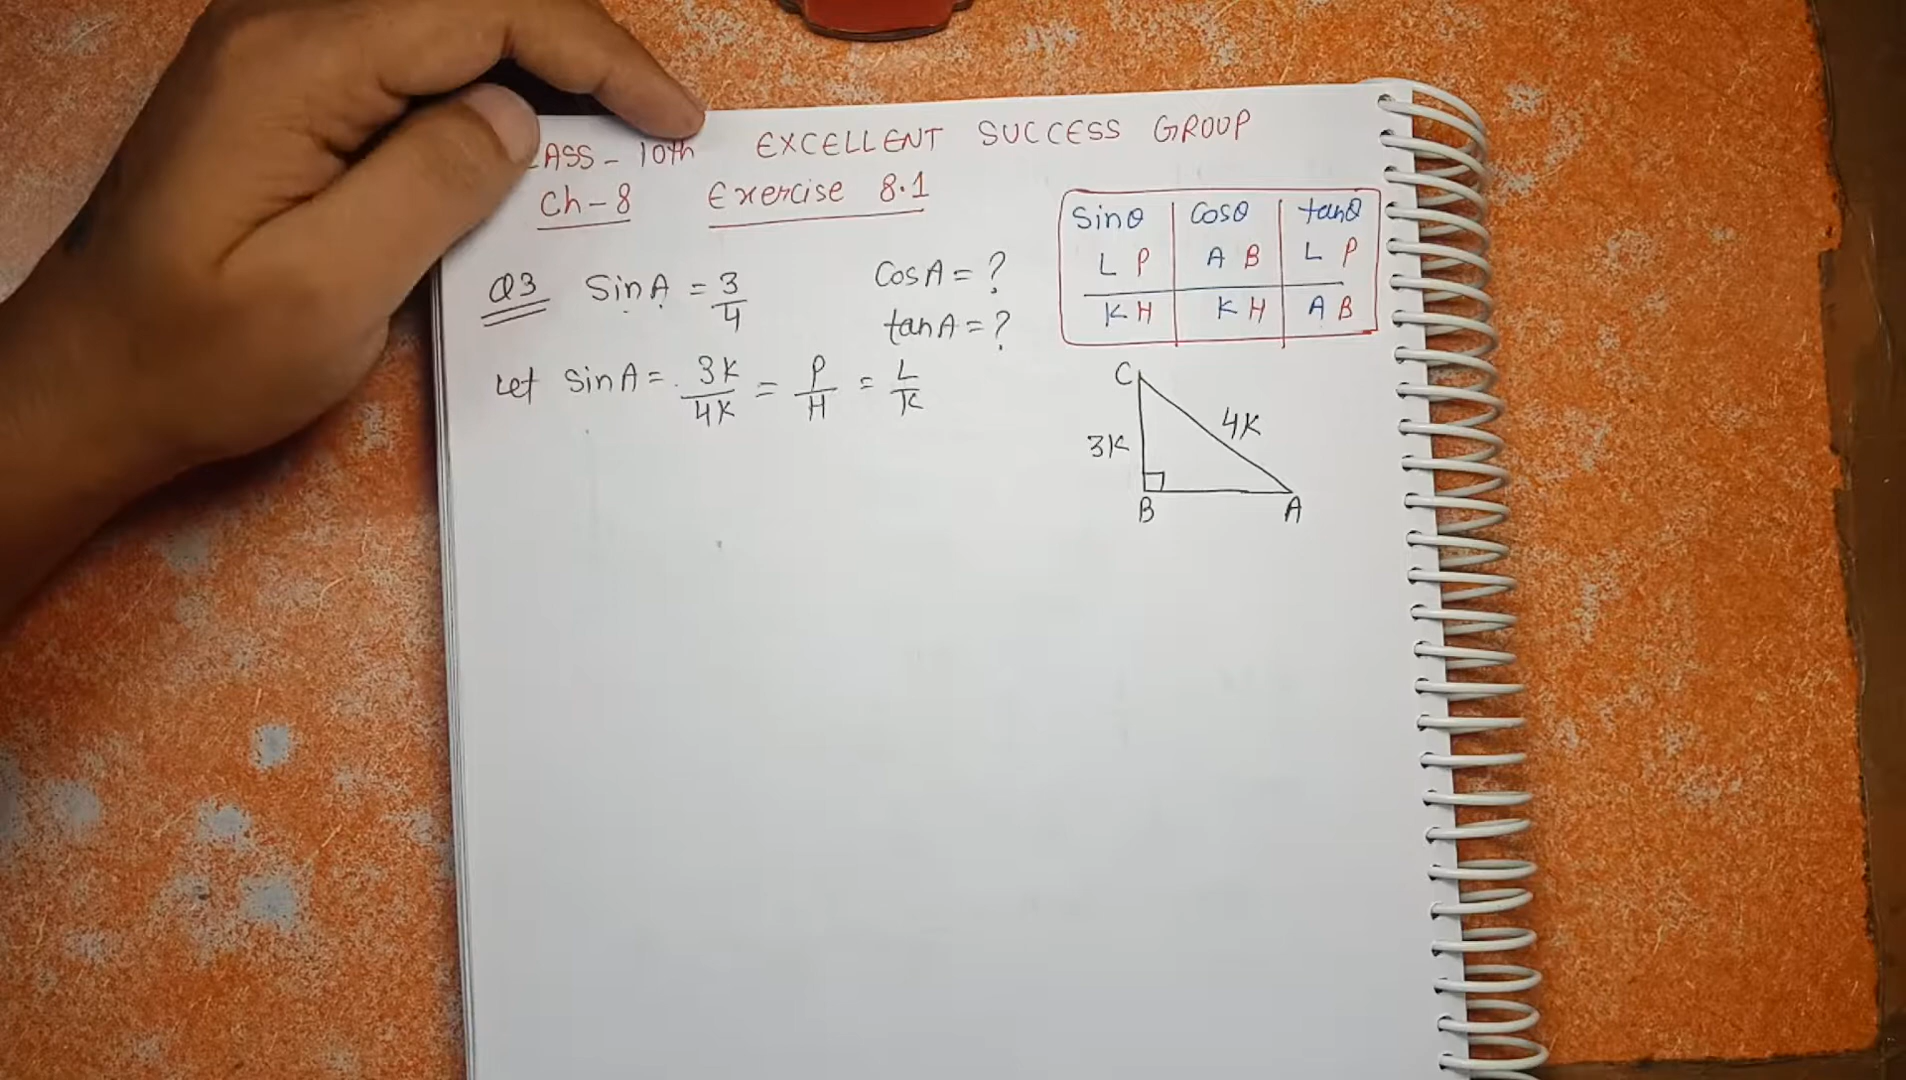 10th EXCELLENT SUCCESS GROUP
Ch-8 Exercise 8.1
Sinθ Cosθ tanθ
L P A B L P
K H K H A B
Q3 SinA = 3/4 CosA = ?
tanA = ?
Let SinA = 3K/4K = P/H = L/K
C
3K 4K
B A